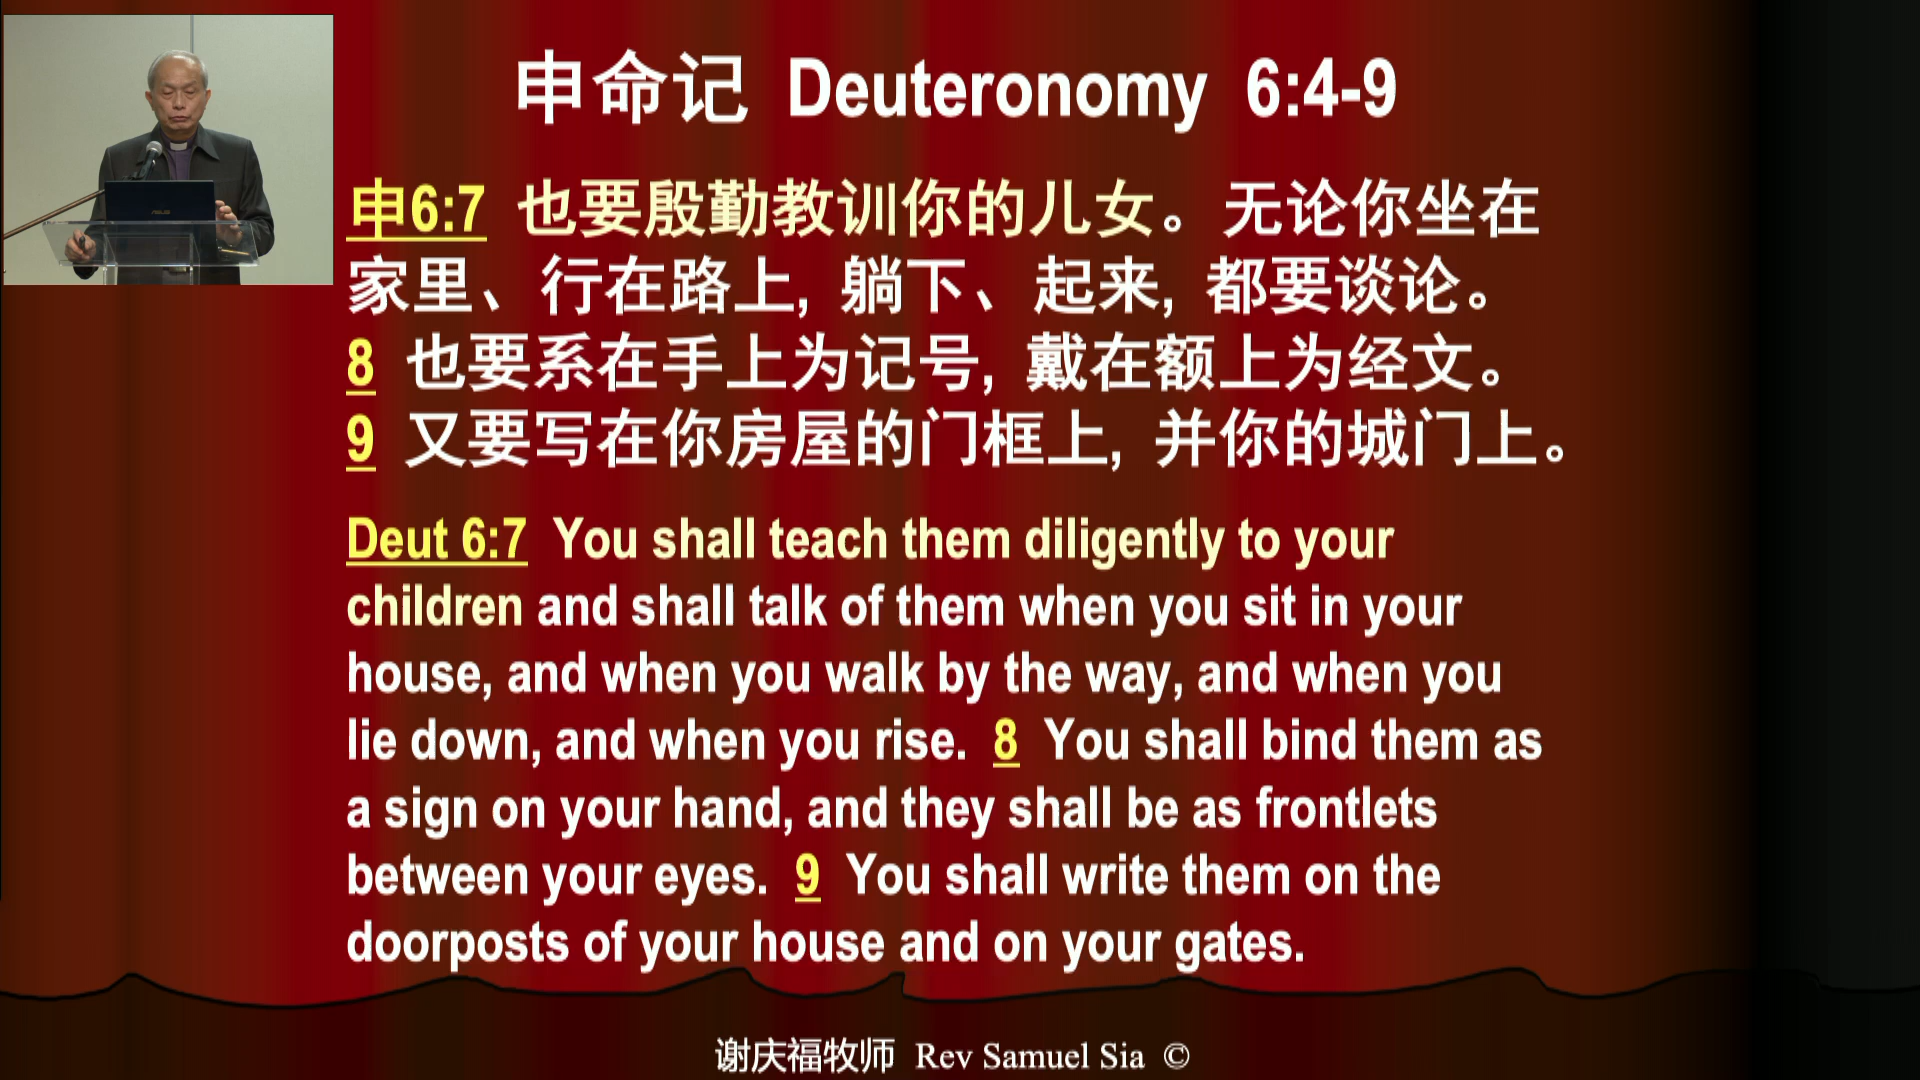 申命记 Deuteronomy 6:4-9
申6:7 也要殷勤教训你的儿女。无论你坐在
家里、行在路上, 躺下、起来, 都要谈论。
8 也要系在手上为记号, 戴在额上为经文。
9 又要写在你房屋的门框上, 并你的城门上。
Deut 6:7 You shall teach them diligently to your
children and shall talk of them when you sit in your
house, and when you walk by the way, and when you
lie down, and when you rise. 8 You shall bind them as
a sign on your hand, and they shall be as frontlets
between your eyes. 9 You shall write them on the
doorposts of your house and on your gates.
谢庆福牧师 Rev Samuel Sia ©